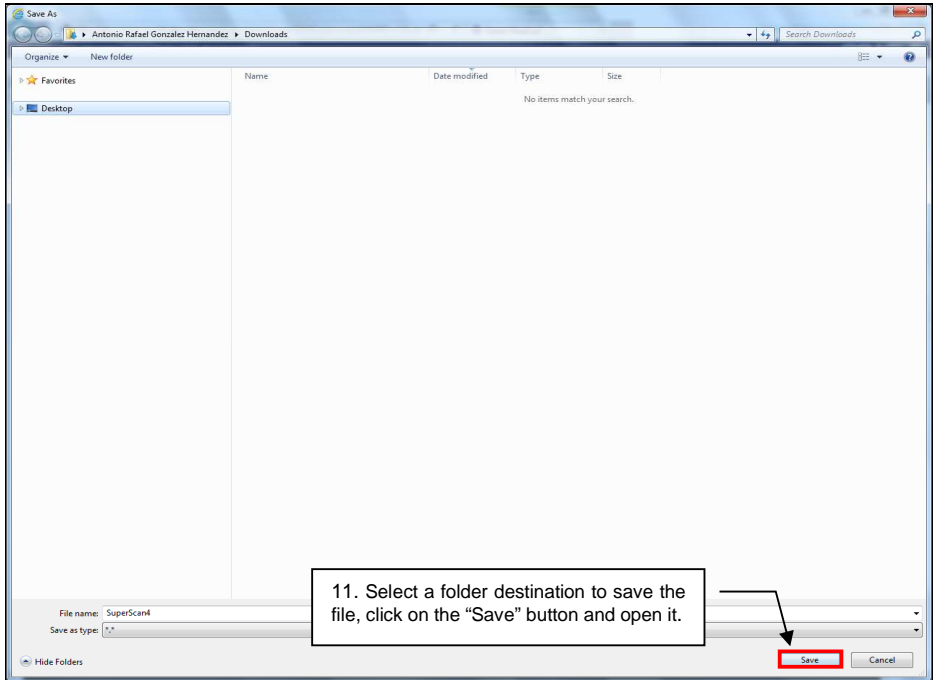 Save As
Antonio Rafael Gonzalez Hernandez Downloads
Search Downloads
Organize New folder
Favorites
Desktop
Name Date modified Type Size
No items match your search.
11. Select a folder destination to save the
file, click on the “Save” button and open it.
File name: SuperScan4
Save as type: *.*
Hide Folders
Save Cancel